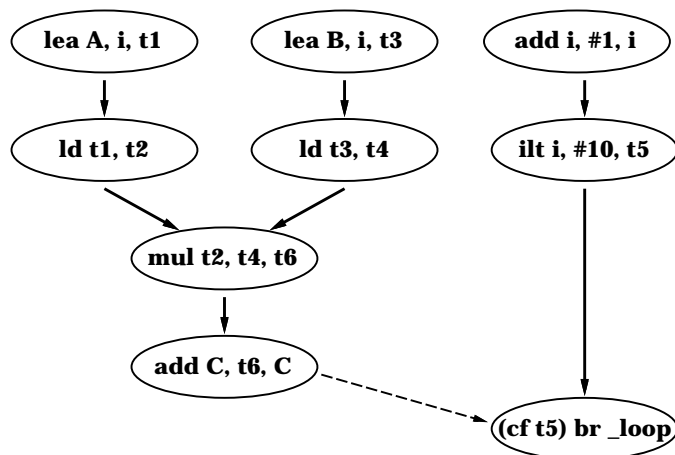 lea A, i, t1
lea B, i, t3
add i, #1, i
ld t1, t2
ld t3, t4
ilt i, #10, t5
mul t2, t4, t6
add C, t6, C
(cf t5) br _loop